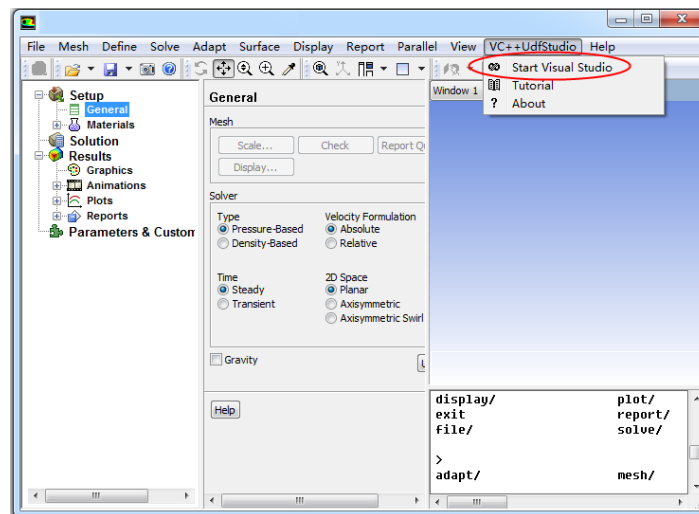 File Mesh Define Solve Adapt Surface Display Report Parallel View VC++UdfStudio Help
Start Visual Studio
Tutorial
? About
Setup
General
Materials
Solution
Results
Graphics
Animations
Plots
Reports
Parameters & Custom
General
Mesh
Scale... Check Report Qu
Display...
Solver
Type Velocity Formulation
Pressure-Based Absolute
Density-Based Relative
Time 2D Space
Steady Planar
Transient Axisymmetric
Axisymmetric Swirl
Gravity U
Help
Window 1
display/ plot/
exit report/
file/ solve/
>
adapt/ mesh/